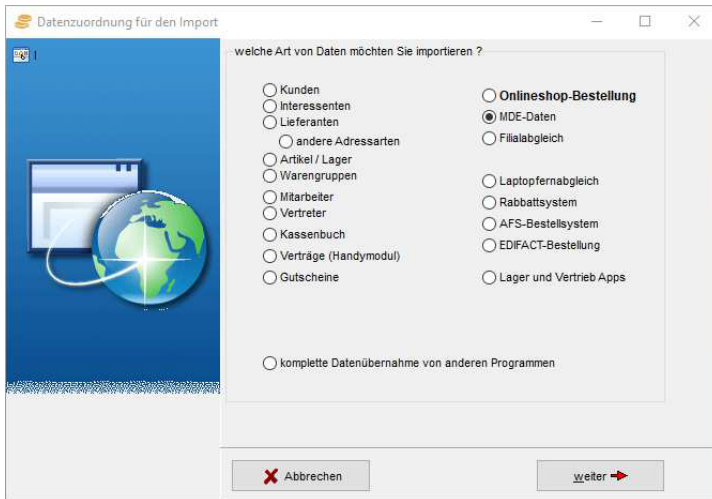 Datenzuordnung für den Import
welche Art von Daten möchten Sie importieren ?
Kunden
Interessenten
Lieferanten
andere Adressarten
Artikel / Lager
Warengruppen
Mitarbeiter
Vertreter
Kassenbuch
Verträge (Handymodul)
Gutscheine
Onlineshop-Bestellung
MDE-Daten
Filialabgleich
Laptopfernabgleich
Rabbattsystem
AFS-Bestellsystem
EDIFACT-Bestellung
Lager und Vertrieb Apps
komplette Datenübernahme von anderen Programmen
Abbrechen
weiter